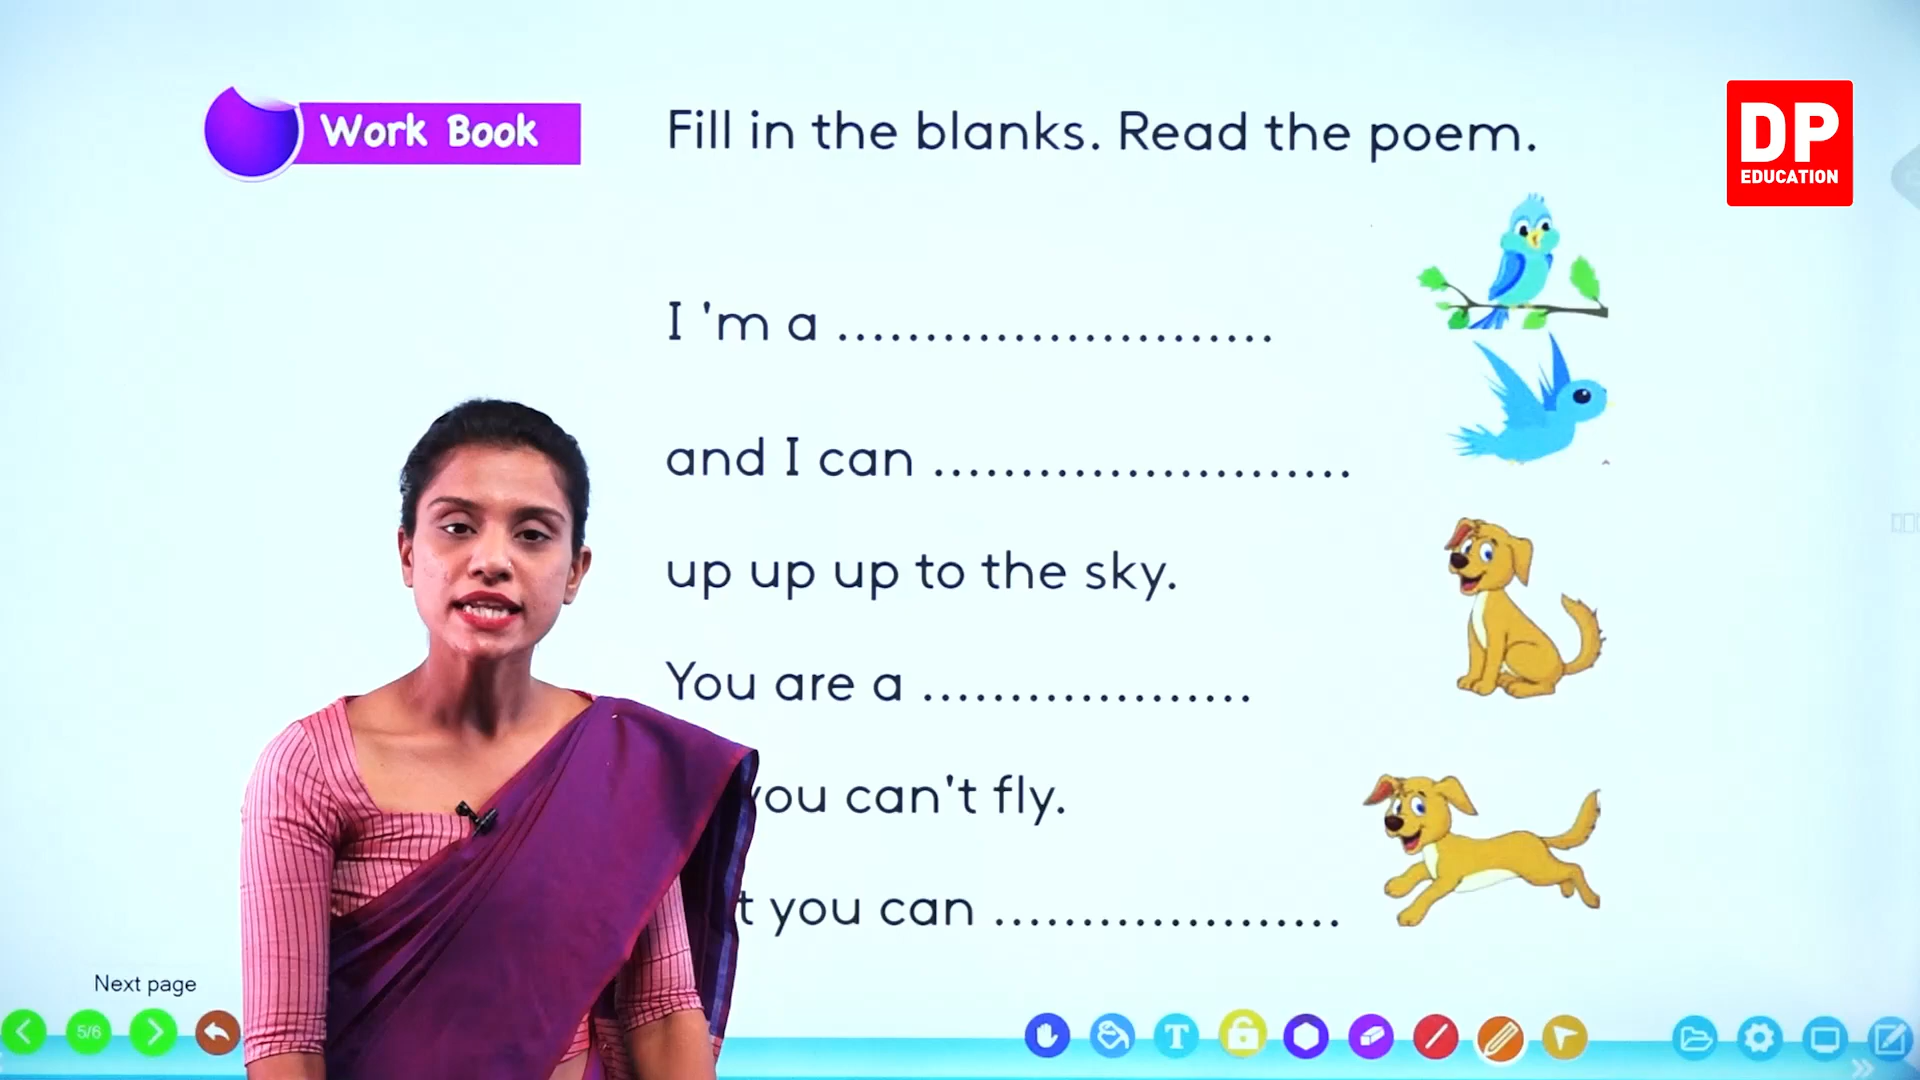 Work Book
Fill in the blanks. Read the poem.
DP
EDUCATION
I 'm a .........................
and I can ........................
up up up to the sky.
You are a ...................
you can't fly.
t you can ....................
Next page
5/6
T